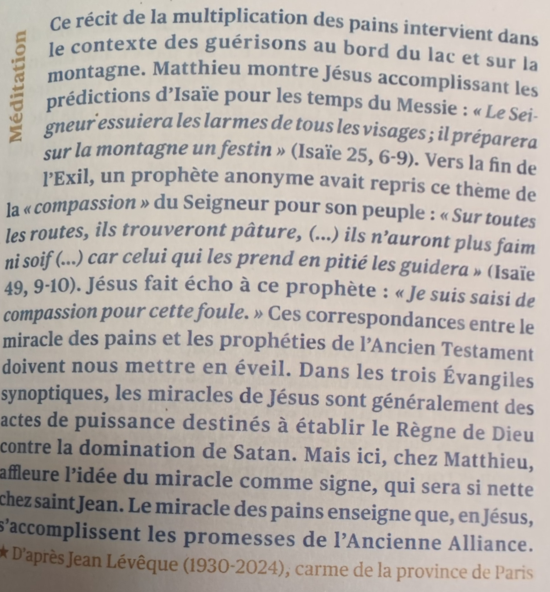 Méditation
Ce récit de la multiplication des pains intervient dans
le contexte des guérisons au bord du lac et sur la
montagne. Matthieu montre Jésus accomplissant les
prédictions d'Isaïe pour les temps du Messie : « Le Sei-
gneur essuiera les larmes de tous les visages ; il préparera
sur la montagne un festin » (Isaïe 25, 6-9). Vers la fin de
l'Exil, un prophète anonyme avait repris ce thème de
la « compassion » du Seigneur pour son peuple : « Sur toutes
les routes, ils trouveront pâture, (...) ils n'auront plus faim
ni soif (...) car celui qui les prend en pitié les guidera » (Isaïe
49, 9-10). Jésus fait écho à ce prophète : « Je suis saisi de
compassion pour cette foule. » Ces correspondances entre le
miracle des pains et les prophéties de l'Ancien Testament
doivent nous mettre en éveil. Dans les trois Évangiles
synoptiques, les miracles de Jésus sont généralement des
actes de puissance destinés à établir le Règne de Dieu
contre la domination de Satan. Mais ici, chez Matthieu,
affleure l'idée du miracle comme signe, qui sera si nette
chez saint Jean. Le miracle des pains enseigne que, en Jésus,
s'accomplissent les promesses de l'Ancienne Alliance.
★ D'après Jean Lévêque (1930-2024), carme de la province de Paris